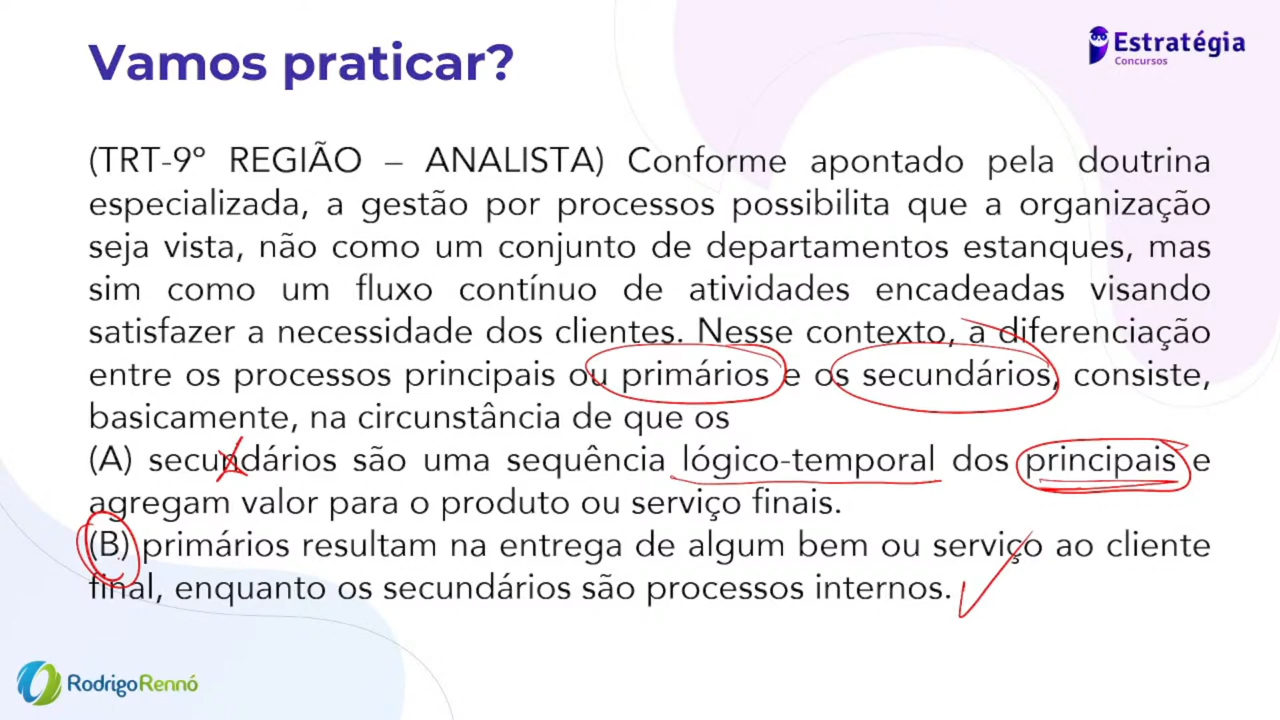 Vamos praticar?
Estratégia
Concursos
(TRT-9º REGIÃO – ANALISTA) Conforme apontado pela doutrina
especializada, a gestão por processos possibilita que a organização
seja vista, não como um conjunto de departamentos estanques, mas
sim como um fluxo contínuo de atividades encadeadas visando
satisfazer a necessidade dos clientes. Nesse contexto, a diferenciação
entre os processos principais ou primários e os secundários, consiste,
basicamente, na circunstância de que os
(A) secundários são uma sequência lógico-temporal dos principais e
agregam valor para o produto ou serviço finais.
(B) primários resultam na entrega de algum bem ou serviço ao cliente
final, enquanto os secundários são processos internos.
RodrigoRennó